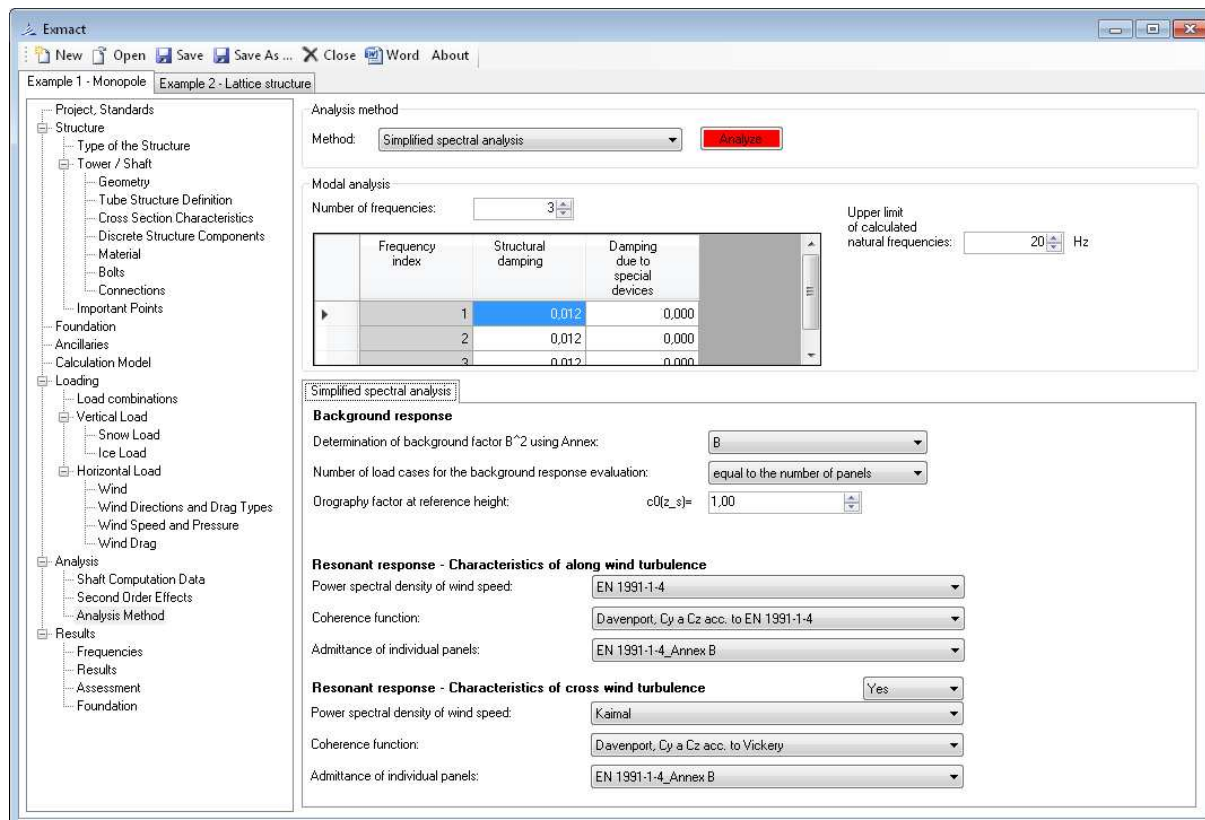 Exmact
New Open Save Save As ... Close Word About
Example 1 - Monopole Example 2 - Lattice structure
Project, Standards
Structure
Type of the Structure
Tower / Shaft
Geometry
Tube Structure Definition
Cross Section Characteristics
Discrete Structure Components
Material
Bolts
Connections
Important Points
Foundation
Ancillaries
Calculation Model
Loading
Load combinations
Vertical Load
Snow Load
Ice Load
Horizontal Load
Wind
Wind Directions and Drag Types
Wind Speed and Pressure
Wind Drag
Analysis
Shaft Computation Data
Second Order Effects
Analysis Method
Results
Frequencies
Results
Assessment
Foundation
Analysis method
Method: Simplified spectral analysis Analyze
Modal analysis
Number of frequencies: 3
Upper limit
of calculated
natural frequencies: 20 Hz
Frequency
index
Structural
damping
Damping
due to
special
devices
1 0,012 0,000
2 0,012 0,000
3 0,012 0,000
Simplified spectral analysis
Background response
Determination of background factor B^2 using Annex: B
Number of load cases for the background response evaluation: equal to the number of panels
Orography factor at reference height: c0(z_s)= 1,00
Resonant response - Characteristics of along wind turbulence
Power spectral density of wind speed: EN 1991-1-4
Coherence function: Davenport, Cy a Cz acc. to EN 1991-1-4
Admittance of individual panels: EN 1991-1-4_Annex B
Resonant response - Characteristics of cross wind turbulence Yes
Power spectral density of wind speed: Kaimal
Coherence function: Davenport, Cy a Cz acc. to Vickery
Admittance of individual panels: EN 1991-1-4_Annex B